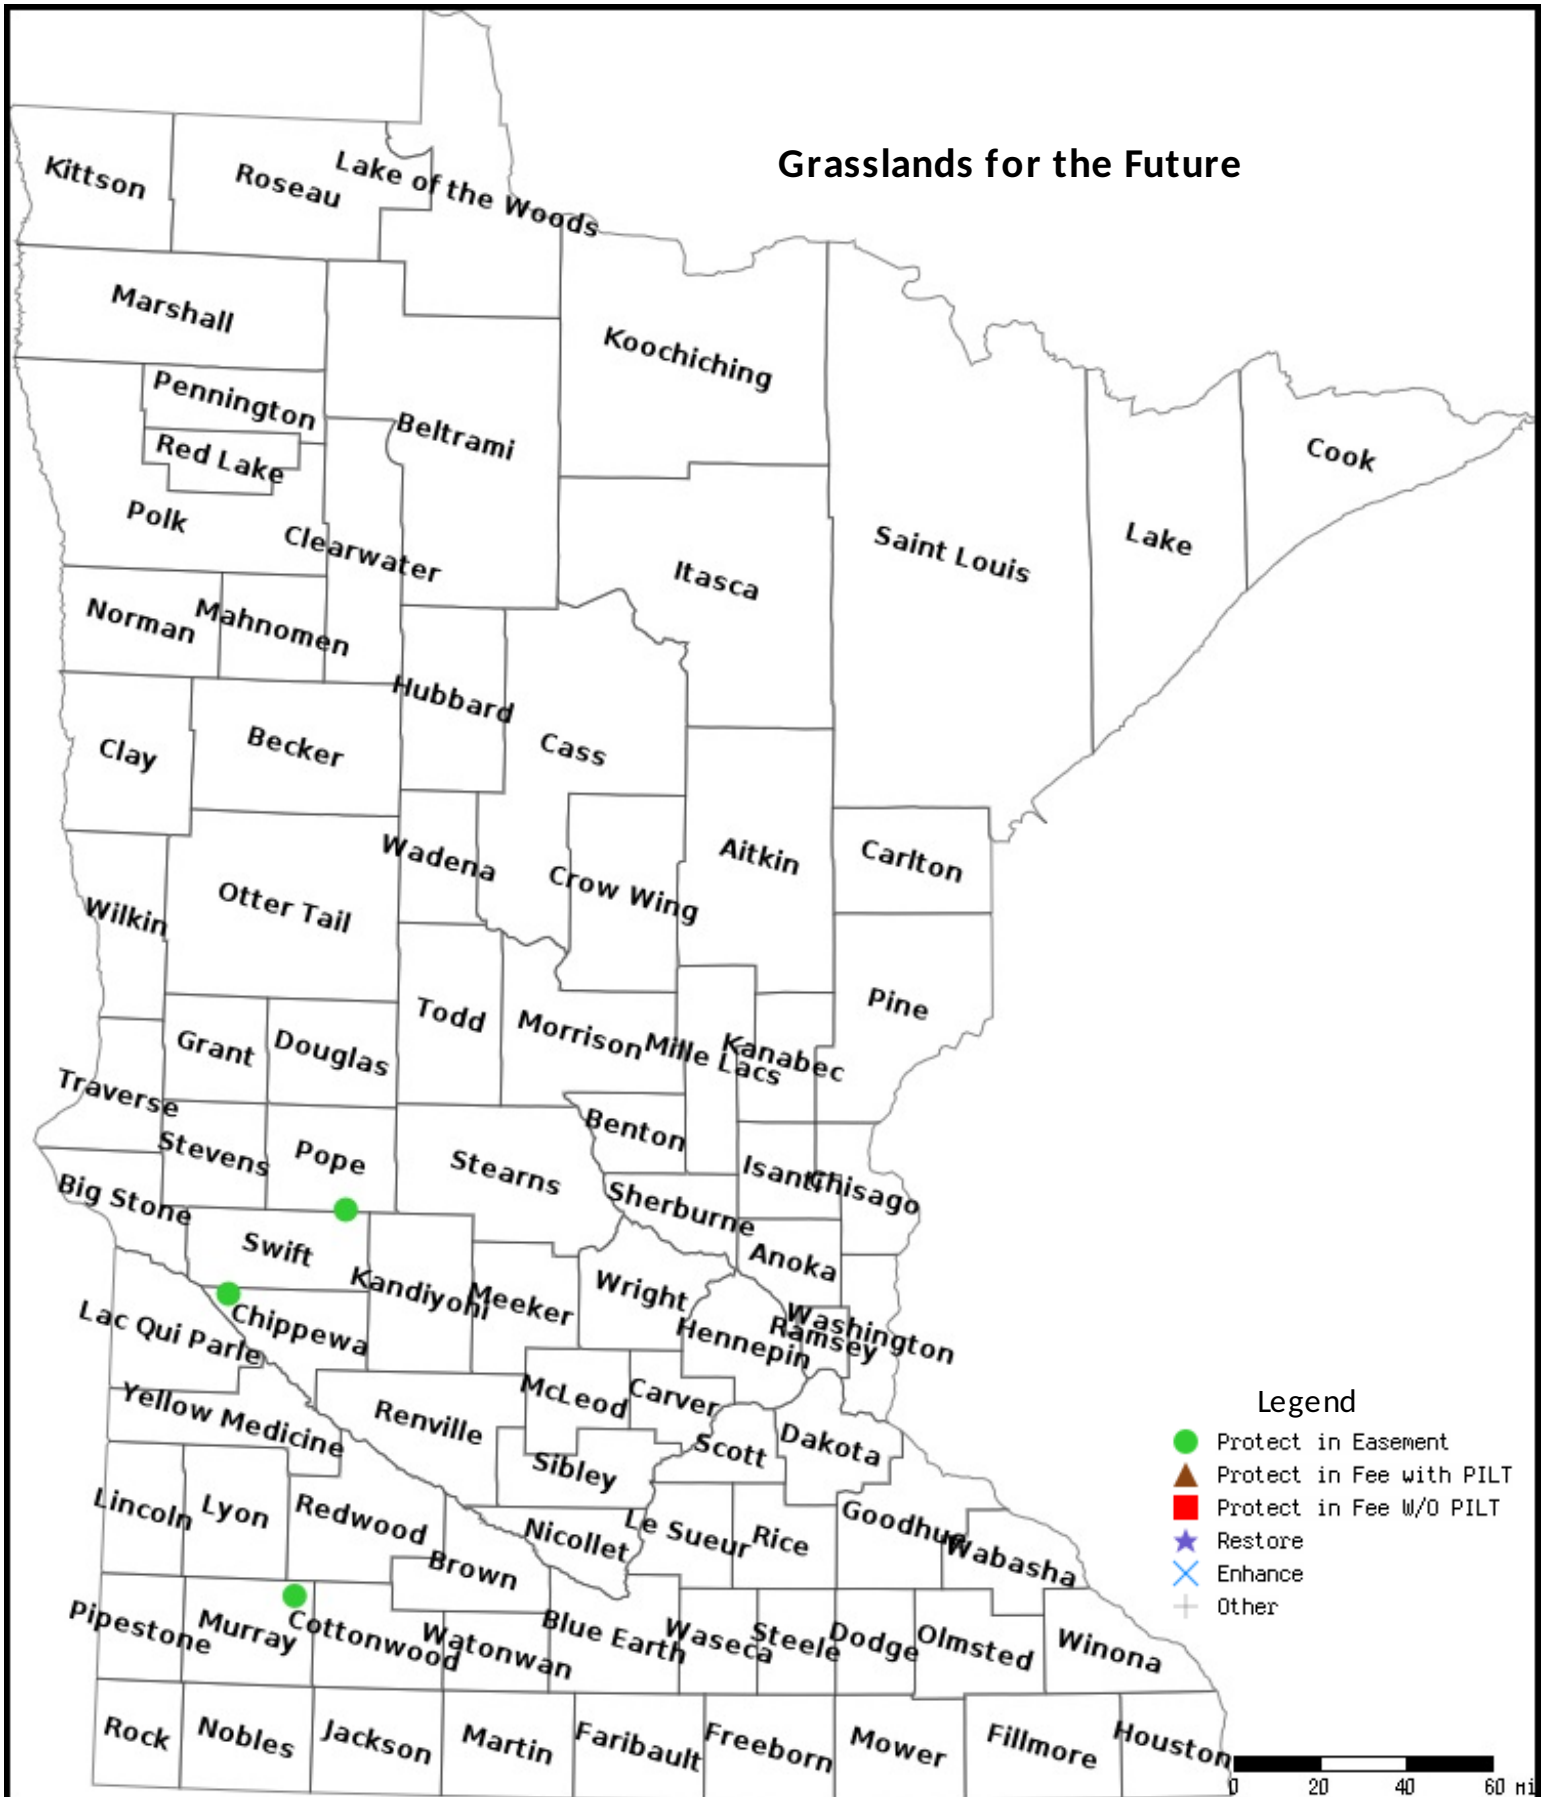 Grasslands for the Future
Kittson
Roseau
Lake of the Woods
Marshall
Koochiching
Pennington
Beltrami
Red Lake
Cook
Polk
Clearwater
Saint Louis
Lake
Itasca
Norman
Mahnomen
Hubbard
Clay
Becker
Cass
Wadena
Aitkin
Carlton
Crow Wing
Otter Tail
Wilkin
Todd
Pine
Morrison
Mille Lacs
Kanabec
Grant
Douglas
Traverse
Benton
Stevens
Pope
Stearns
Isanti
Chisago
Big Stone
Sherburne
Swift
Anoka
Kandiyohi
Meeker
Wright
Lac Qui Parle
Chippewa
Hennepin
Ramsey
Washington
Yellow Medicine
McLeod
Carver
Renville
Scott
Dakota
Sibley
Lincoln
Lyon
Redwood
Nicollet
Le Sueur
Rice
Goodhue
Wabasha
Brown
Pipestone
Murray
Cottonwood
Watonwan
Blue Earth
Waseca
Steele
Dodge
Olmsted
Winona
Rock
Nobles
Jackson
Martin
Faribault
Freeborn
Mower
Fillmore
Houston
Legend
Protect in Easement
Protect in Fee with PILT
Protect in Fee W/O PILT
Restore
Enhance
Other
0 20 40 60 mi